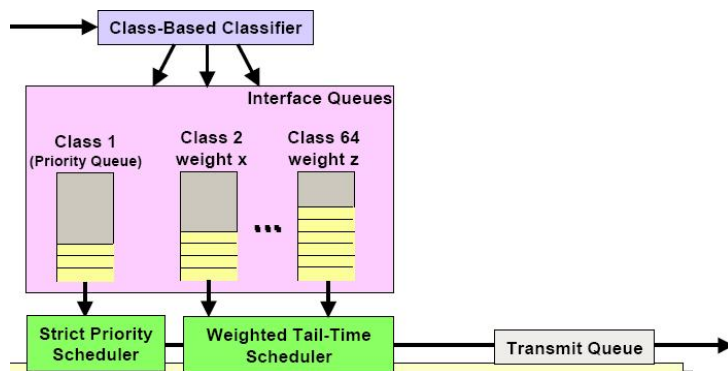 Class-Based Classifier
Interface Queues
Class 1
(Priority Queue)
Class 2
weight x
Class 64
weight z
...
Strict Priority
Scheduler
Weighted Tail-Time
Scheduler
Transmit Queue